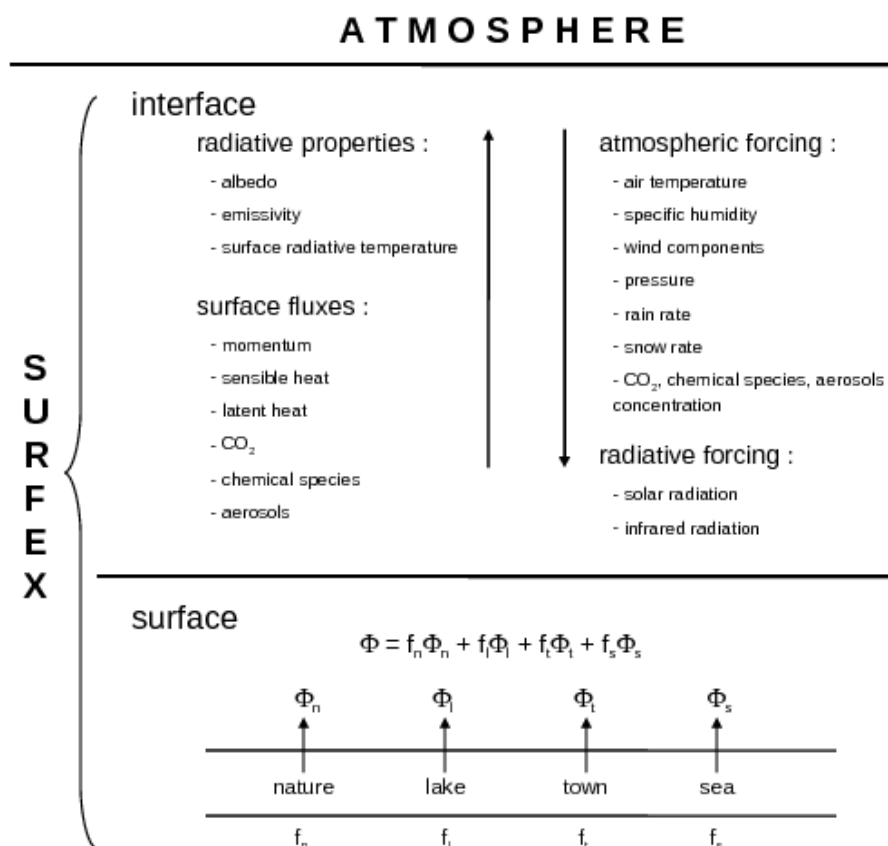 ATMOSPHERE
SURFEX
interface
radiative properties :
- albedo
- emissivity
- surface radiative temperature
surface fluxes :
- momentum
- sensible heat
- latent heat
- CO₂
- chemical species
- aerosols
atmospheric forcing :
- air temperature
- specific humidity
- wind components
- pressure
- rain rate
- snow rate
- CO₂, chemical species, aerosols
concentration
radiative forcing :
- solar radiation
- infrared radiation
surface
Φ = fₙΦₙ + fₗΦₗ + fₜΦₜ + fₛΦₛ
Φₙ Φₗ Φₜ Φₛ
nature lake town sea
fₙ fₗ fₜ fₛ